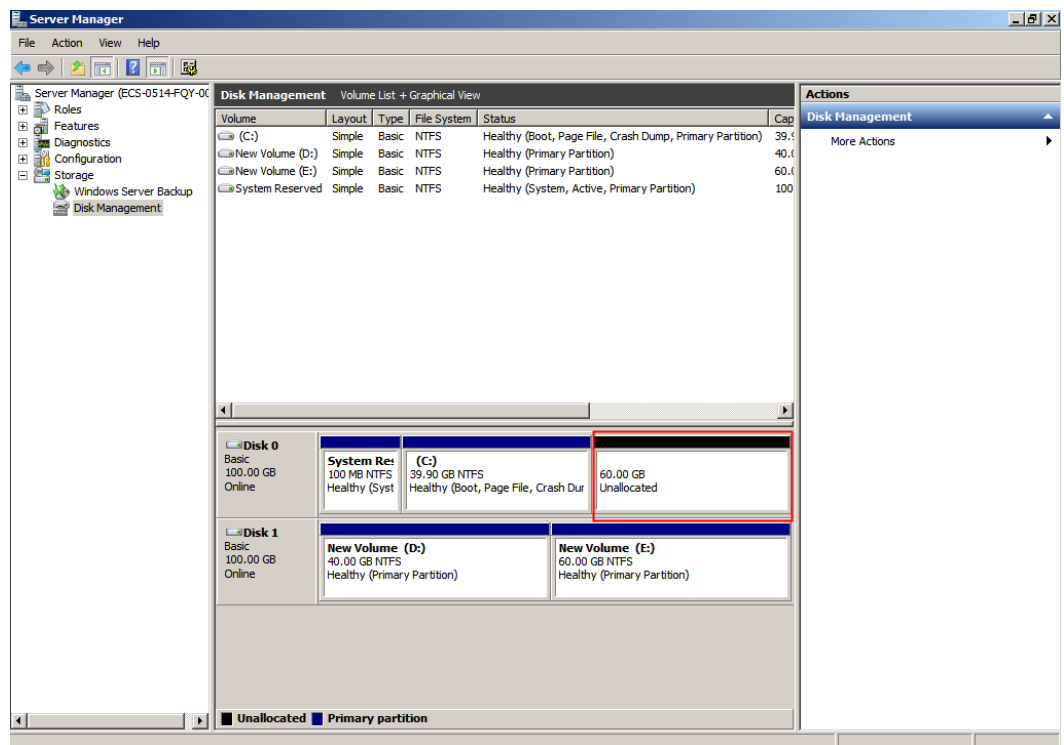 Server Manager
File Action View Help
Server Manager (ECS-0514-FQY-00
Roles
Features
Diagnostics
Configuration
Storage
Windows Server Backup
Disk Management
Disk Management Volume List + Graphical View
Volume Layout Type File System Status Cap
(C:) Simple Basic NTFS Healthy (Boot, Page File, Crash Dump, Primary Partition) 39.9
New Volume (D:) Simple Basic NTFS Healthy (Primary Partition) 40.0
New Volume (E:) Simple Basic NTFS Healthy (Primary Partition) 60.0
System Reserved Simple Basic NTFS Healthy (System, Active, Primary Partition) 100
Disk 0
Basic
100.00 GB
Online
System Res
100 MB NTFS
Healthy (Syst
(C:)
39.90 GB NTFS
Healthy (Boot, Page File, Crash Dur
60.00 GB
Unallocated
Disk 1
Basic
100.00 GB
Online
New Volume (D:)
40.00 GB NTFS
Healthy (Primary Partition)
New Volume (E:)
60.00 GB NTFS
Healthy (Primary Partition)
Unallocated Primary partition
Actions
Disk Management
More Actions